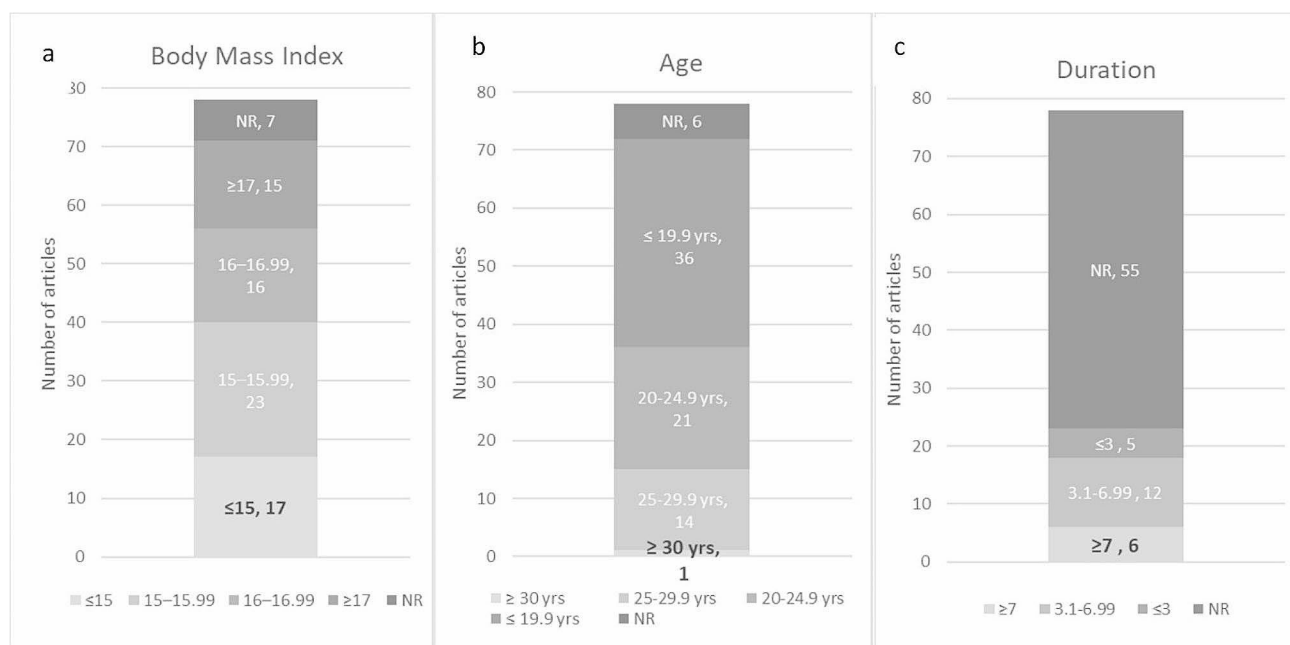 a
Body Mass Index
30
70
60
50
40
30
20
10
0
Number of articles
NR, 7
≥17, 15
16–16.99,
16
15–15.99,
23
≤15, 17
≤15 15–15.99 16–16.99 ≥17 NR
b
Age
80
70
60
50
40
30
20
10
0
Number of articles
NR, 6
≤ 19.9 yrs,
36
20-24.9 yrs,
21
25-29.9 yrs,
14
≥ 30 yrs,
1
≥ 30 yrs 25-29.9 yrs 20-24.9 yrs
≤ 19.9 yrs NR
c
Duration
80
70
60
50
40
30
20
10
0
Number of articles
NR, 55
≤3 , 5
3.1-6.99 , 12
≥7 , 6
≥7 3.1-6.99 ≤3 NR